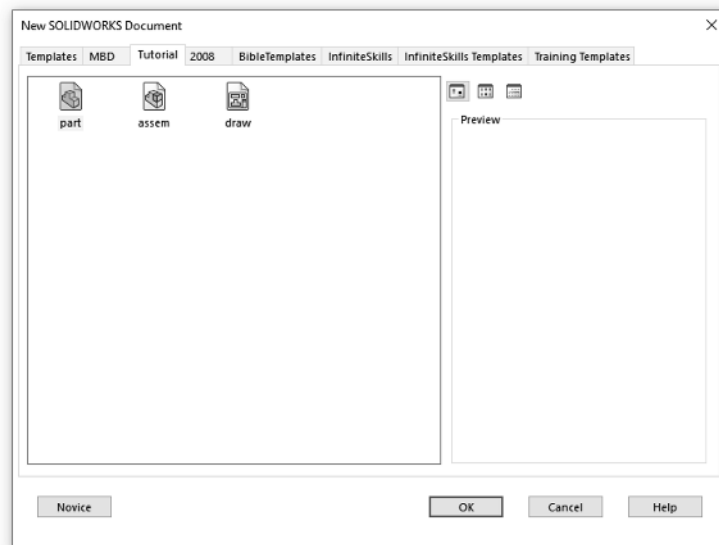 New SOLIDWORKS Document
Templates MBD Tutorial 2008 BibleTemplates InfiniteSkills InfiniteSkills Templates Training Templates
part assem draw
Preview
Novice OK Cancel Help